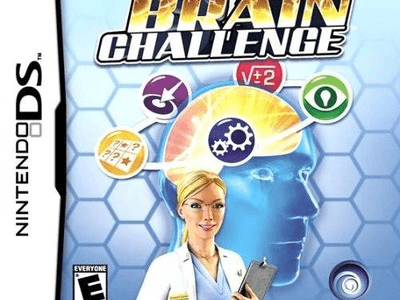 BRAIN
CHALLENGE
NINTENDO DS
√±2
? ?
? ?
EVERYONE
E